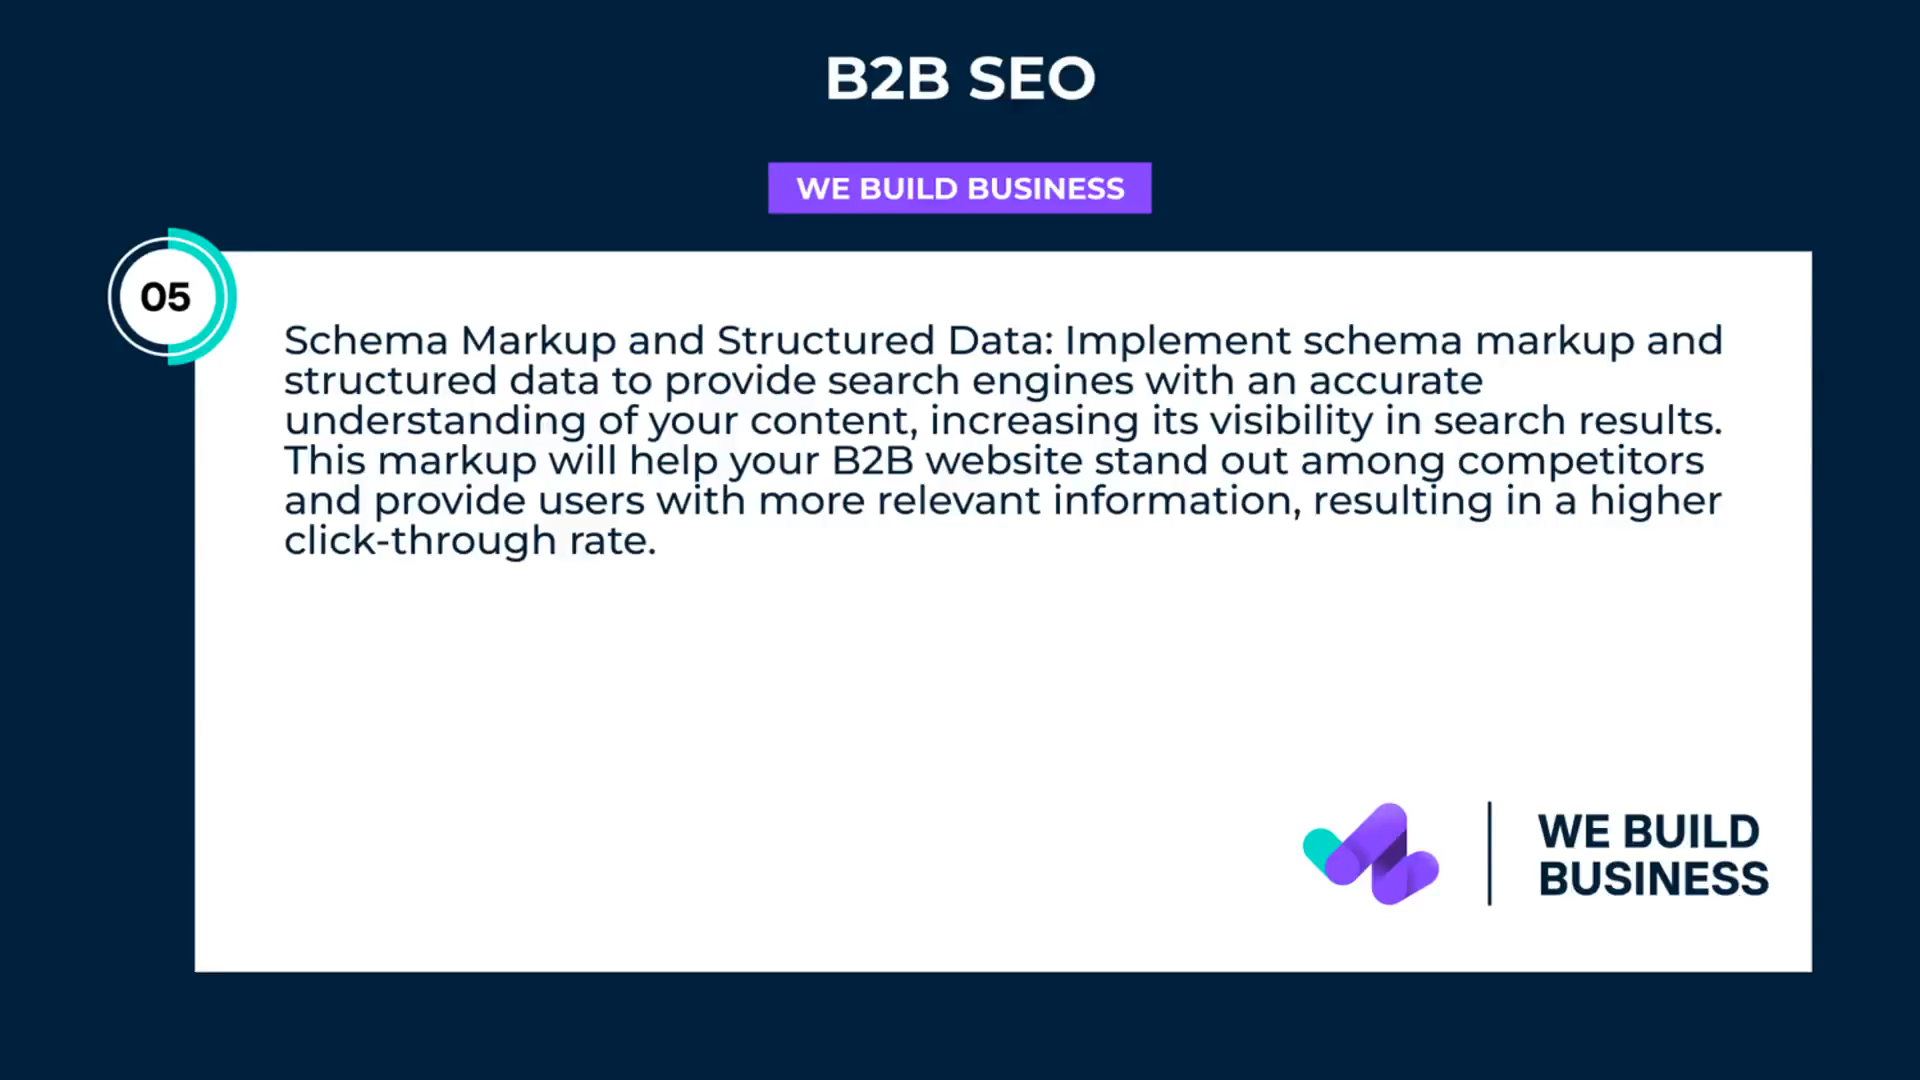 B2B SEO
WE BUILD BUSINESS
05
Schema Markup and Structured Data: Implement schema markup and
structured data to provide search engines with an accurate
understanding of your content, increasing its visibility in search results.
This markup will help your B2B website stand out among competitors
and provide users with more relevant information, resulting in a higher
click-through rate.
WE BUILD
BUSINESS